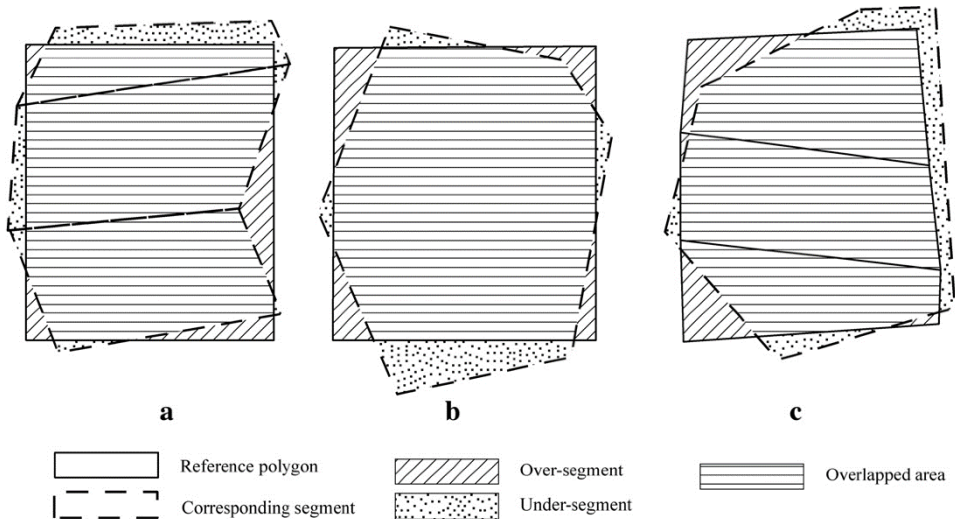 a b c
Reference polygon Over-segment Overlapped area
Corresponding segment Under-segment